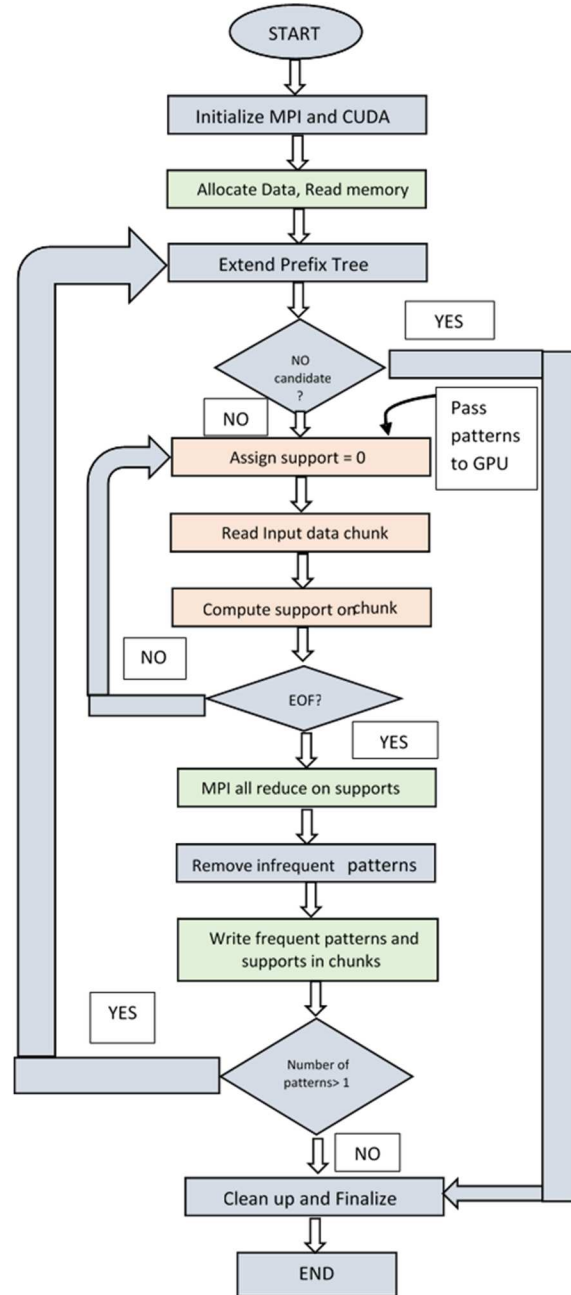 START
Initialize MPI and CUDA
Allocate Data, Read memory
Extend Prefix Tree
YES
NO
candidate
?
NO
Pass
patterns
to GPU
Assign support = 0
Read Input data chunk
Compute support on chunk
NO
EOF?
YES
MPI all reduce on supports
Remove infrequent patterns
Write frequent patterns and
supports in chunks
YES
Number of
patterns> 1
NO
Clean up and Finalize
END